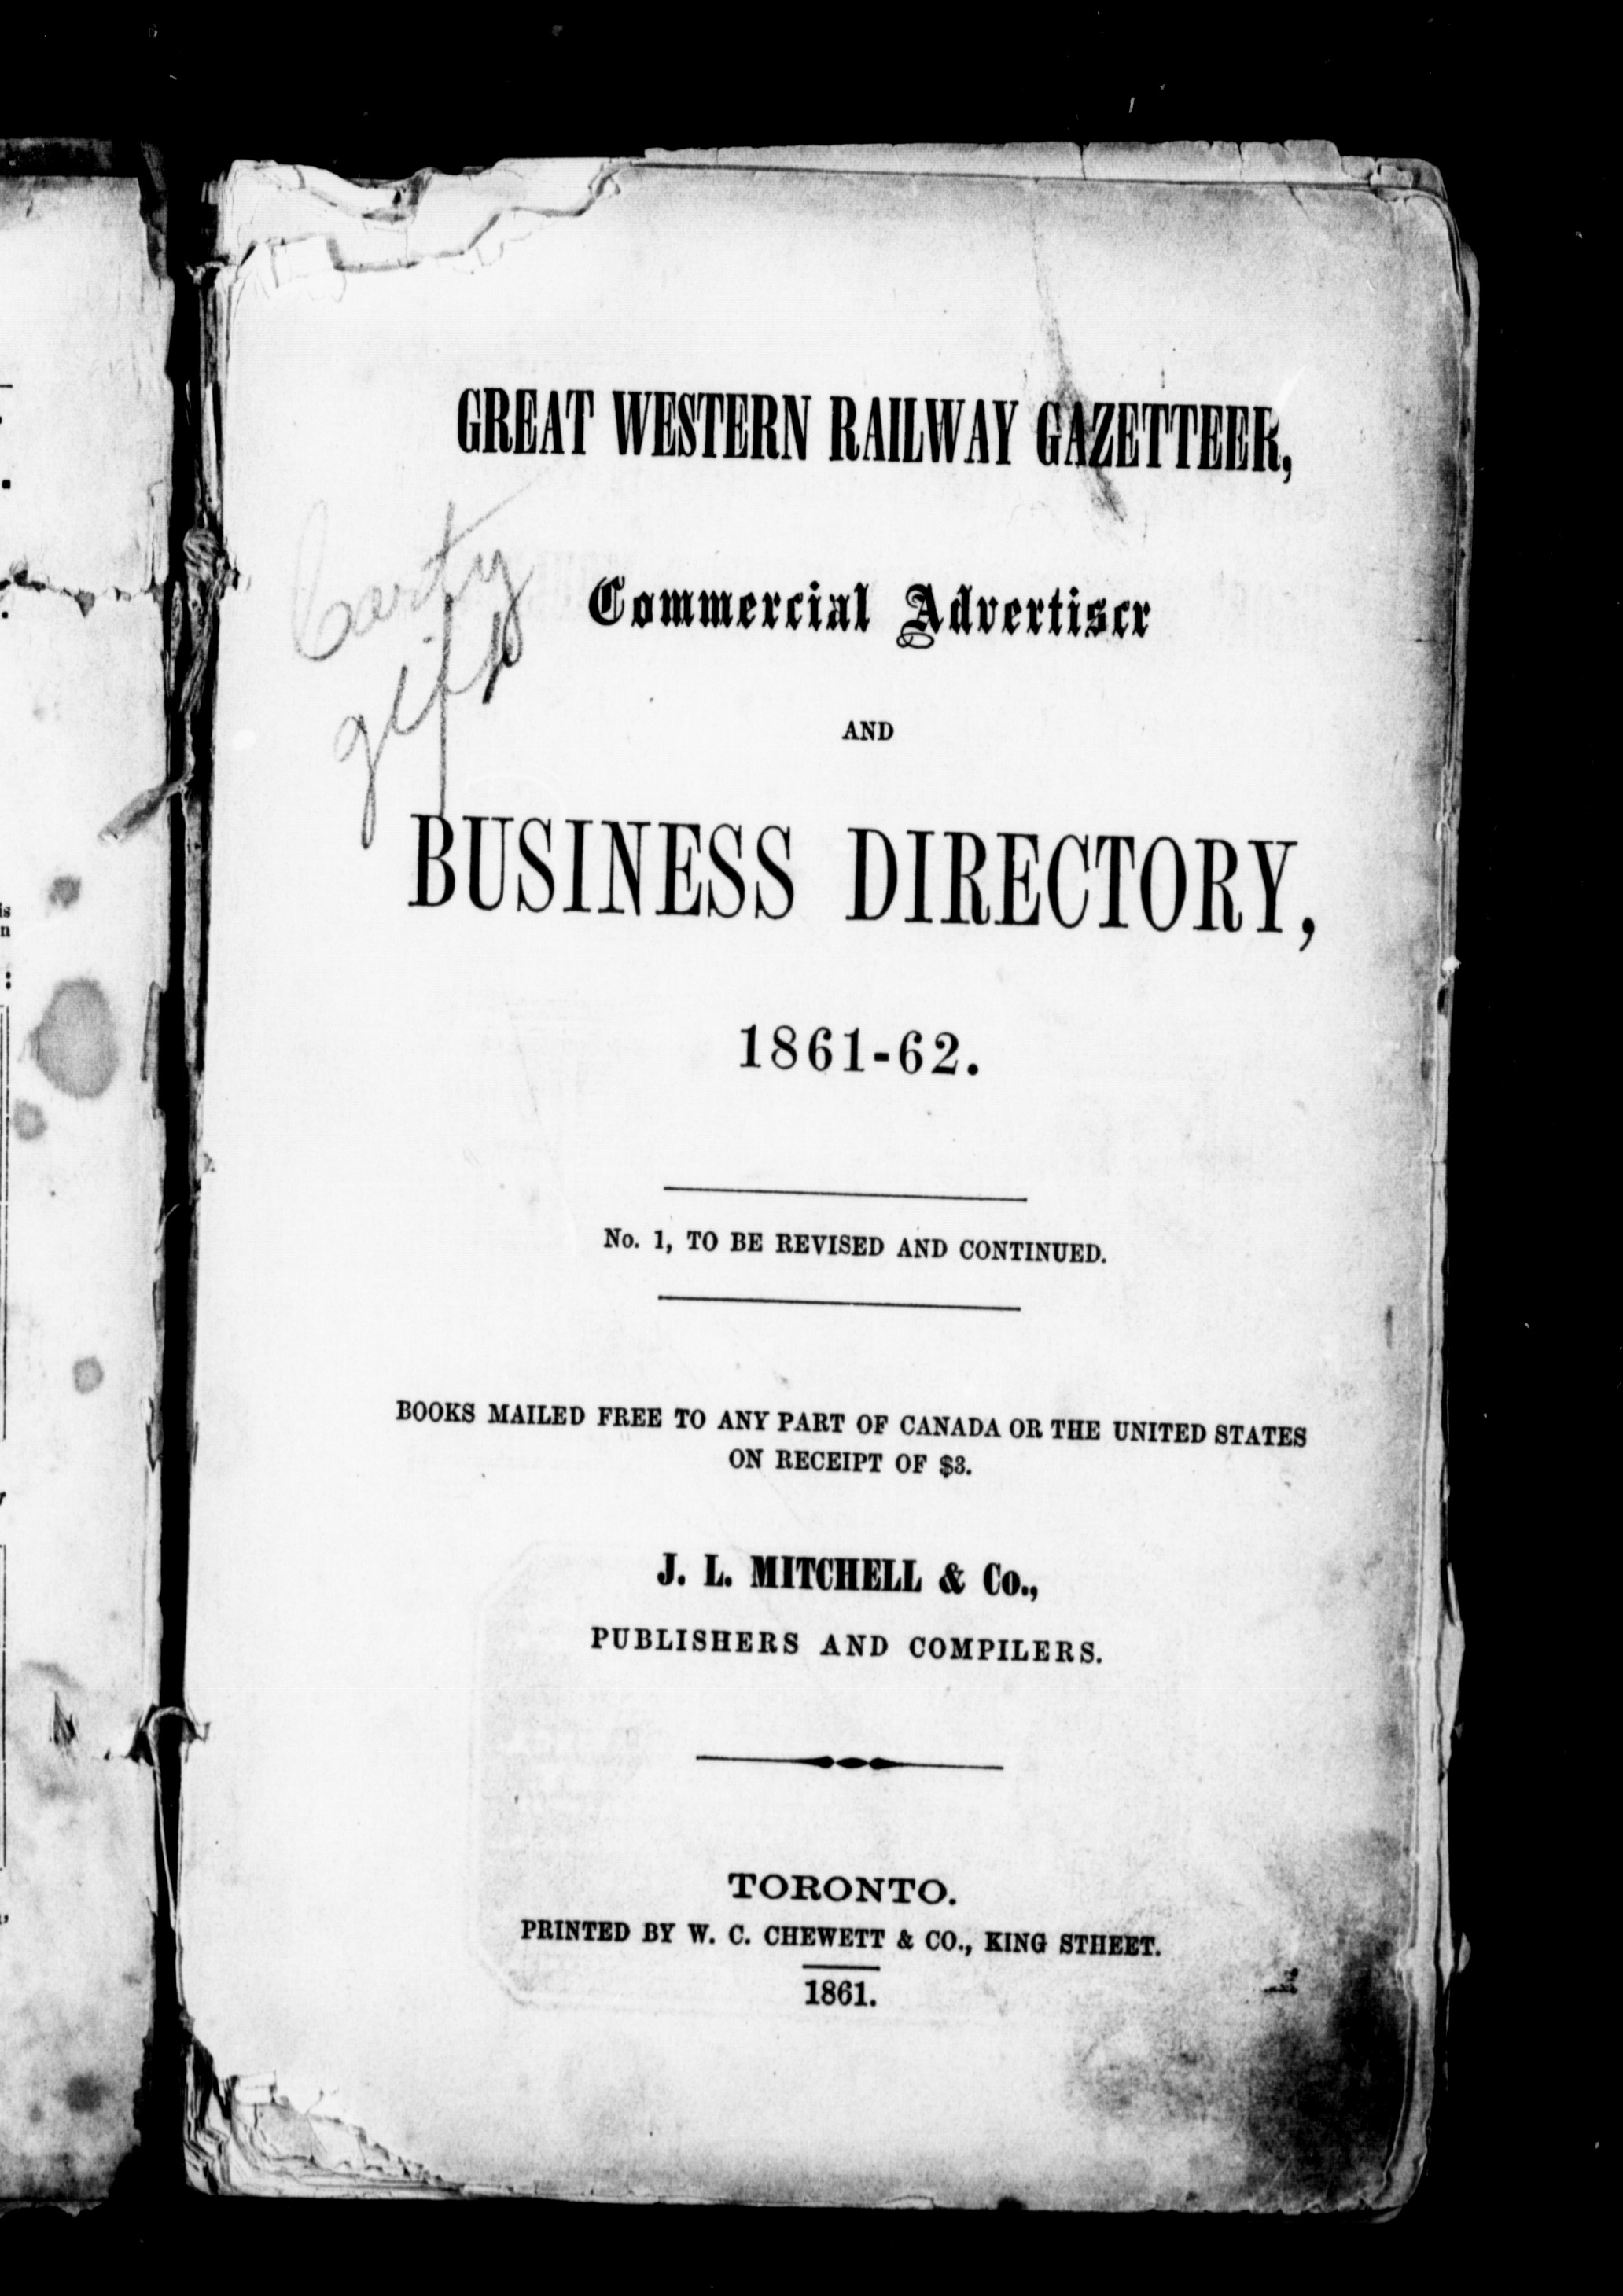 GREAT WESTERN RAILWAY GAZETTEER,
Carty
gift
Commercial Advertiser
AND
BUSINESS DIRECTORY,
1861-62.
No. 1, TO BE REVISED AND CONTINUED.
BOOKS MAILED FREE TO ANY PART OF CANADA OR THE UNITED STATES
ON RECEIPT OF $3.
J. L. MITCHELL & Co.,
PUBLISHERS AND COMPILERS.
TORONTO.
PRINTED BY W. C. CHEWETT & CO., KING STHEET.
1861.